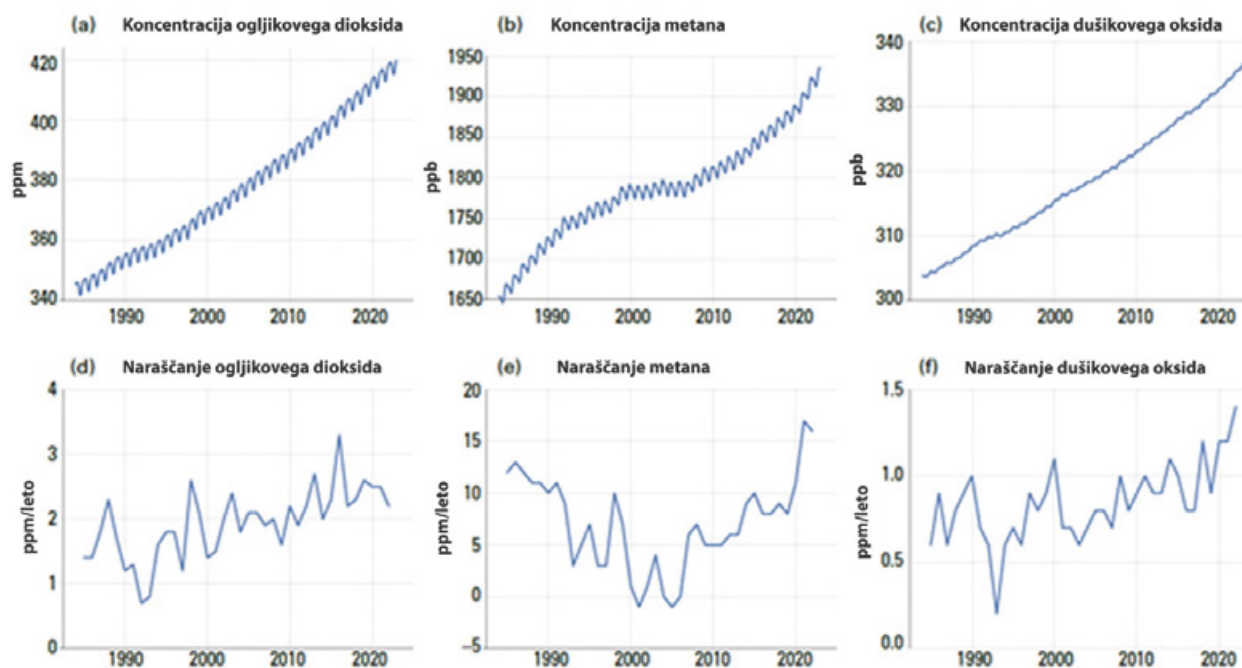 (a) Koncentracija ogljikovega dioksida
420
400
380
360
340
ppm
1990 2000 2010 2020
(b) Koncentracija metana
1950
1900
1850
1800
1750
1700
1650
ppb
1990 2000 2010 2020
(c) Koncentracija dušikovega oksida
340
330
320
310
300
ppb
1990 2000 2010 2020
(d) Naraščanje ogljikovega dioksida
4
3
2
1
0
ppm/leto
1990 2000 2010 2020
(e) Naraščanje metana
20
15
10
5
0
−5
ppm/leto
1990 2000 2010 2020
(f) Naraščanje dušikovega oksida
1.5
1.0
0.5
0.0
ppm/leto
1990 2000 2010 2020